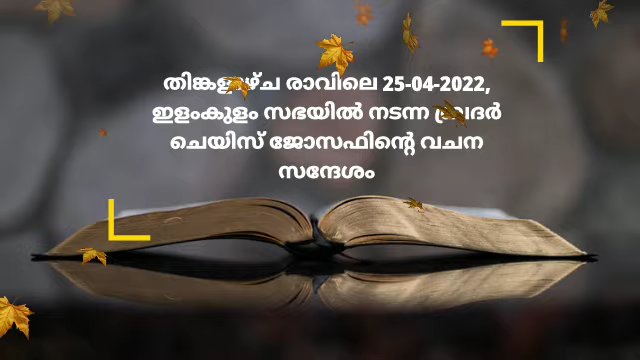 തിങ്കളാഴ്ച രാവിലെ 25-04-2022,
ഇളംകുളം സഭയിൽ നടന്ന ബ്രദർ
ചെയിസ് ജോസഫിന്റെ വചന
സന്ദേശം